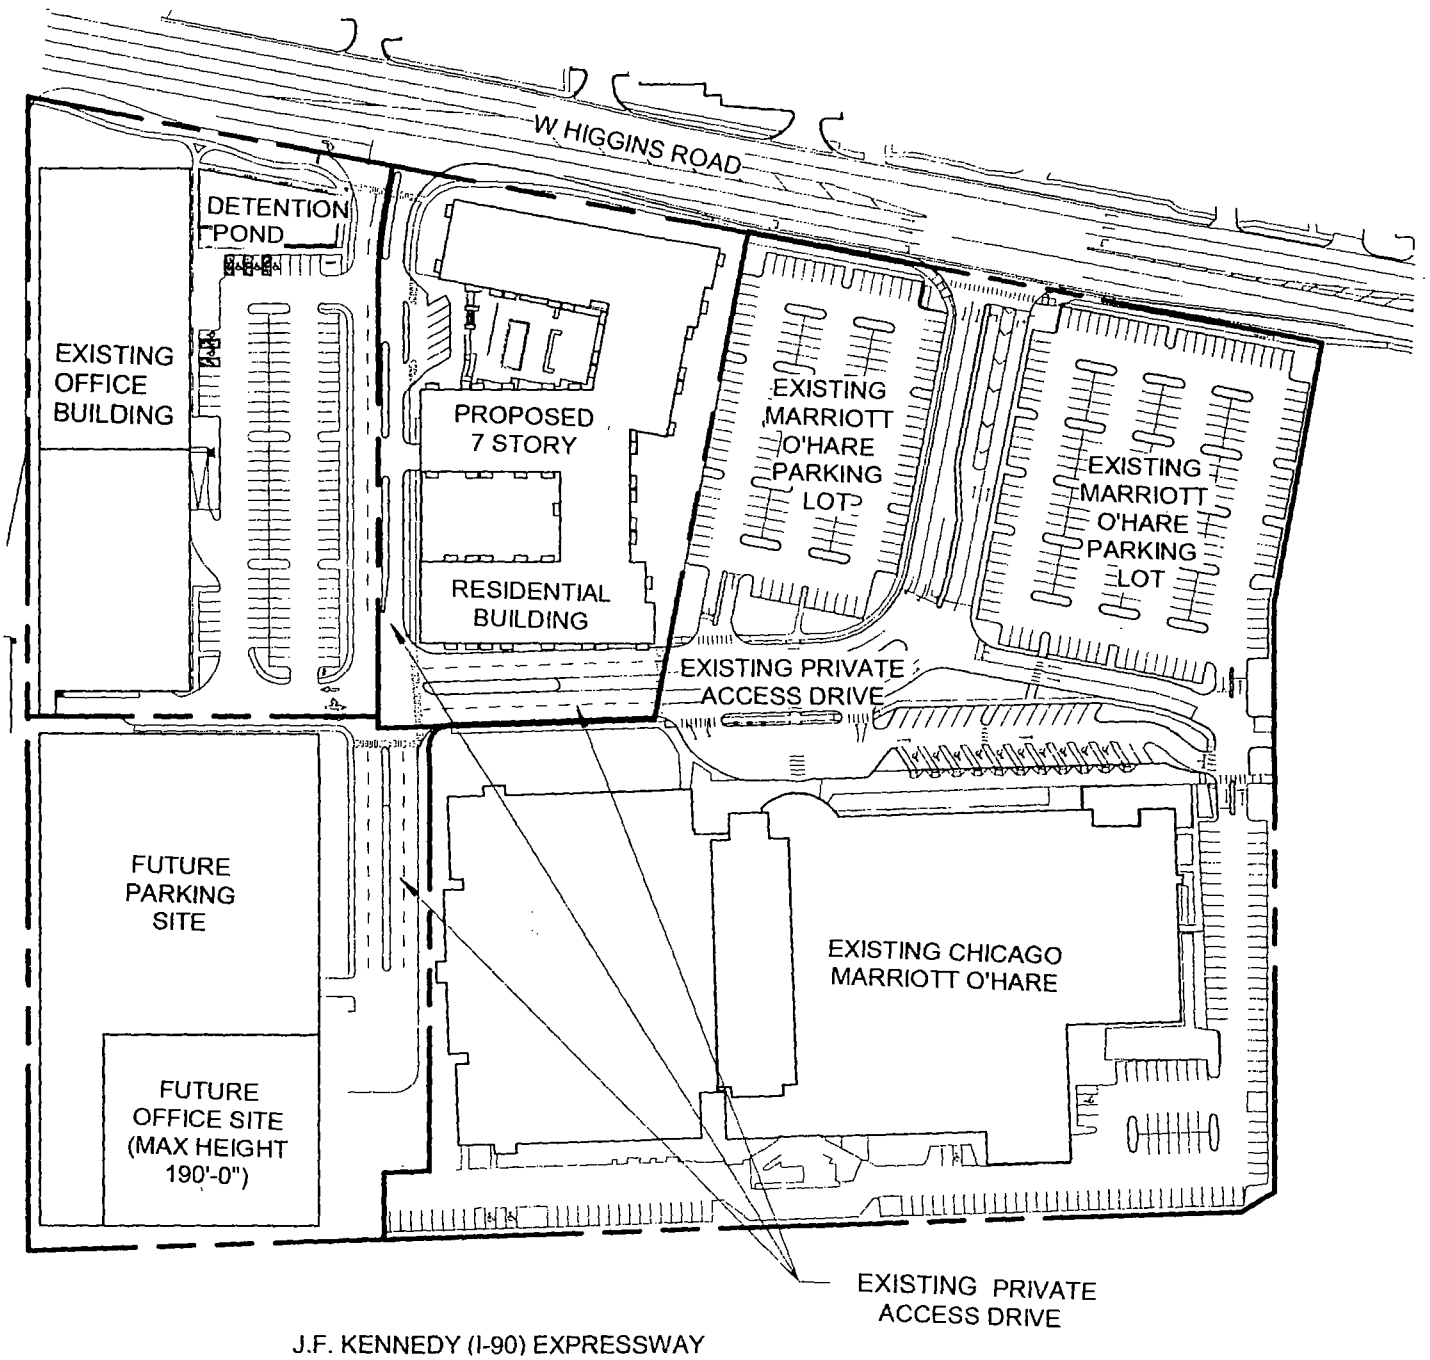 W HIGGINS ROAD
DETENTION
POND
EXISTING
OFFICE
BUILDING
PROPOSED
7 STORY
RESIDENTIAL
BUILDING
EXISTING
MARRIOTT
O'HARE
PARKING
LOT
EXISTING
MARRIOTT
O'HARE
PARKING
LOT
EXISTING PRIVATE
ACCESS DRIVE
FUTURE
PARKING
SITE
EXISTING CHICAGO
MARRIOTT O'HARE
FUTURE
OFFICE SITE
(MAX HEIGHT
190'-0")
EXISTING PRIVATE
ACCESS DRIVE
J.F. KENNEDY (I-90) EXPRESSWAY